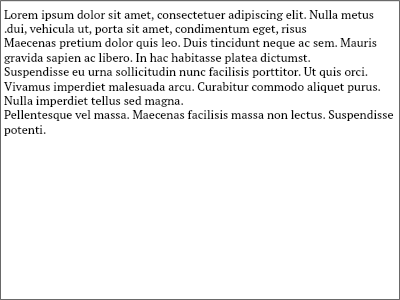 Lorem ipsum dolor sit amet, consectetuer adipiscing elit. Nulla metus
.dui, vehicula ut, porta sit amet, condimentum eget, risus
Maecenas pretium dolor quis leo. Duis tincidunt neque ac sem. Mauris
gravida sapien ac libero. In hac habitasse platea dictumst.
Suspendisse eu urna sollicitudin nunc facilisis porttitor. Ut quis orci.
Vivamus imperdiet malesuada arcu. Curabitur commodo aliquet purus.
Nulla imperdiet tellus sed magna.
Pellentesque vel massa. Maecenas facilisis massa non lectus. Suspendisse
potenti.